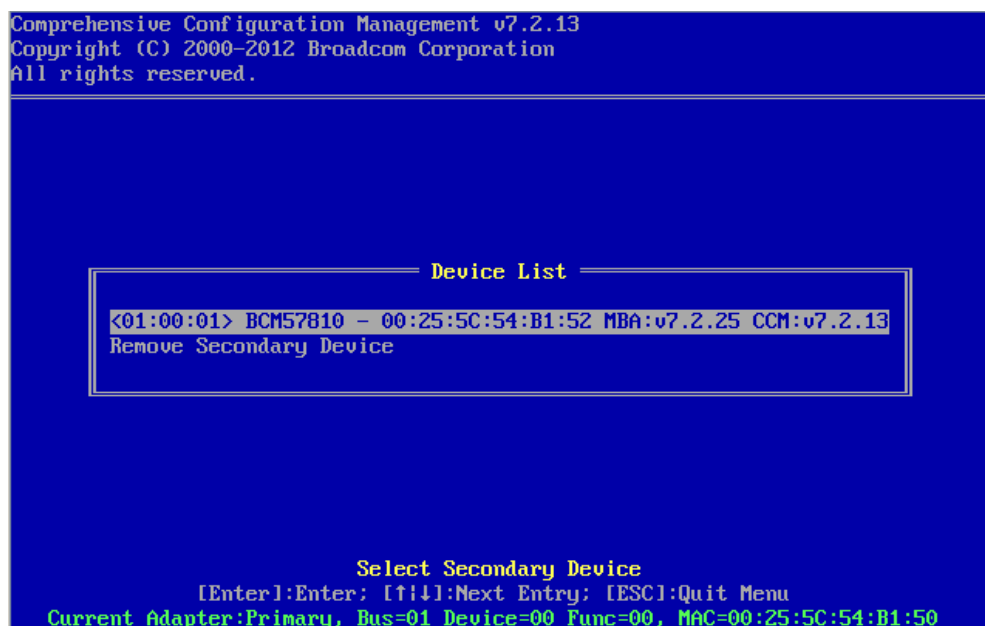 Comprehensive Configuration Management v7.2.13
Copyright (C) 2000-2012 Broadcom Corporation
All rights reserved.
Device List
<01:00:01> BCM57810 - 00:25:5C:54:B1:52 MBA:v7.2.25 CCM:v7.2.13
Remove Secondary Device
Select Secondary Device
[Enter]:Enter; [↑|↓]:Next Entry; [ESC]:Quit Menu
Current Adapter:Primary, Bus=01 Device=00 Func=00, MAC=00:25:5C:54:B1:50